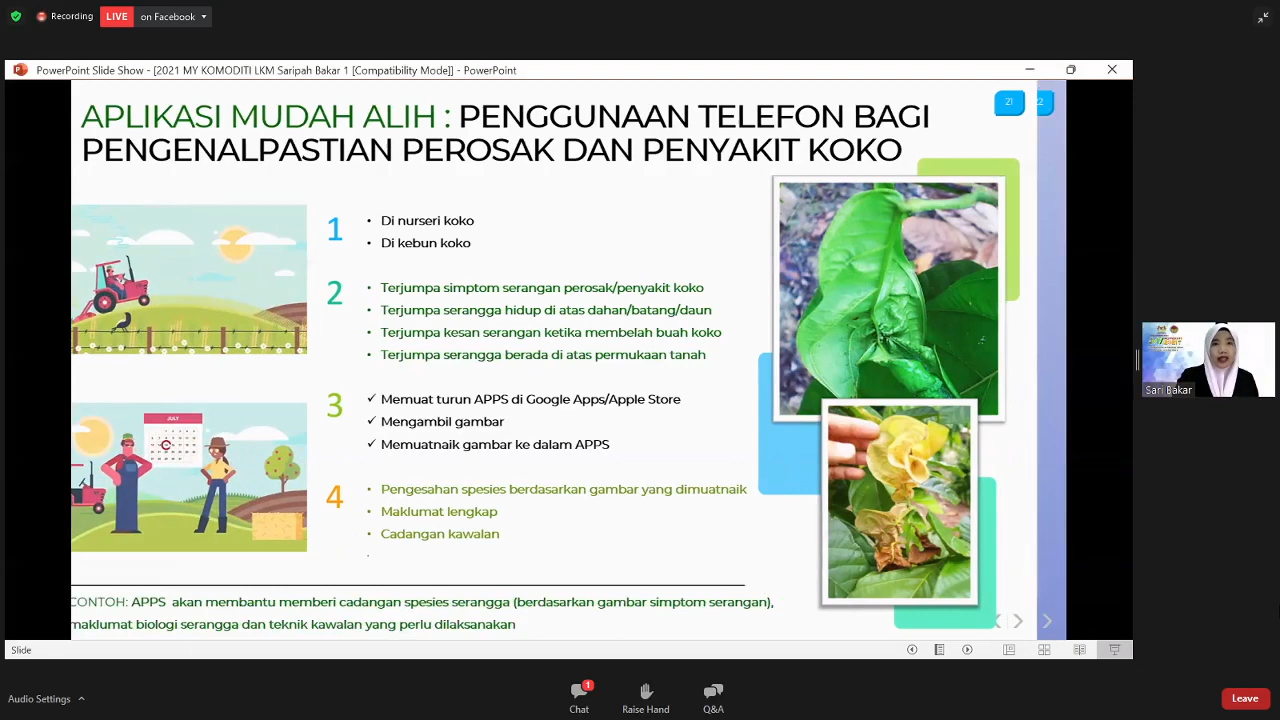 Recording
LIVE
on Facebook
PowerPoint Slide Show - [2021 MY KOMODITI LKM Saripah Bakar 1 [Compatibility Mode]] - PowerPoint
APLIKASI MUDAH ALIH : PENGGUNAAN TELEFON BAGI
PENGENALPASTIAN PEROSAK DAN PENYAKIT KOKO
21
22
1
• Di nurseri koko
• Di kebun koko
2
• Terjumpa simptom serangan perosak/penyakit koko
• Terjumpa serangga hidup di atas dahan/batang/daun
• Terjumpa kesan serangan ketika membelah buah koko
• Terjumpa serangga berada di atas permukaan tanah
JULY
3
✓ Memuat turun APPS di Google Apps/Apple Store
✓ Mengambil gambar
✓ Memuatnaik gambar ke dalam APPS
4
• Pengesahan spesies berdasarkan gambar yang dimuatnaik
• Maklumat lengkap
• Cadangan kawalan
CONTOH: APPS akan membantu memberi cadangan spesies serangga (berdasarkan gambar simptom serangan),
maklumat biologi serangga dan teknik kawalan yang perlu dilaksanakan
Sari Bakar
Slide
Audio Settings
1
Chat
Raise Hand
Q&A
Leave